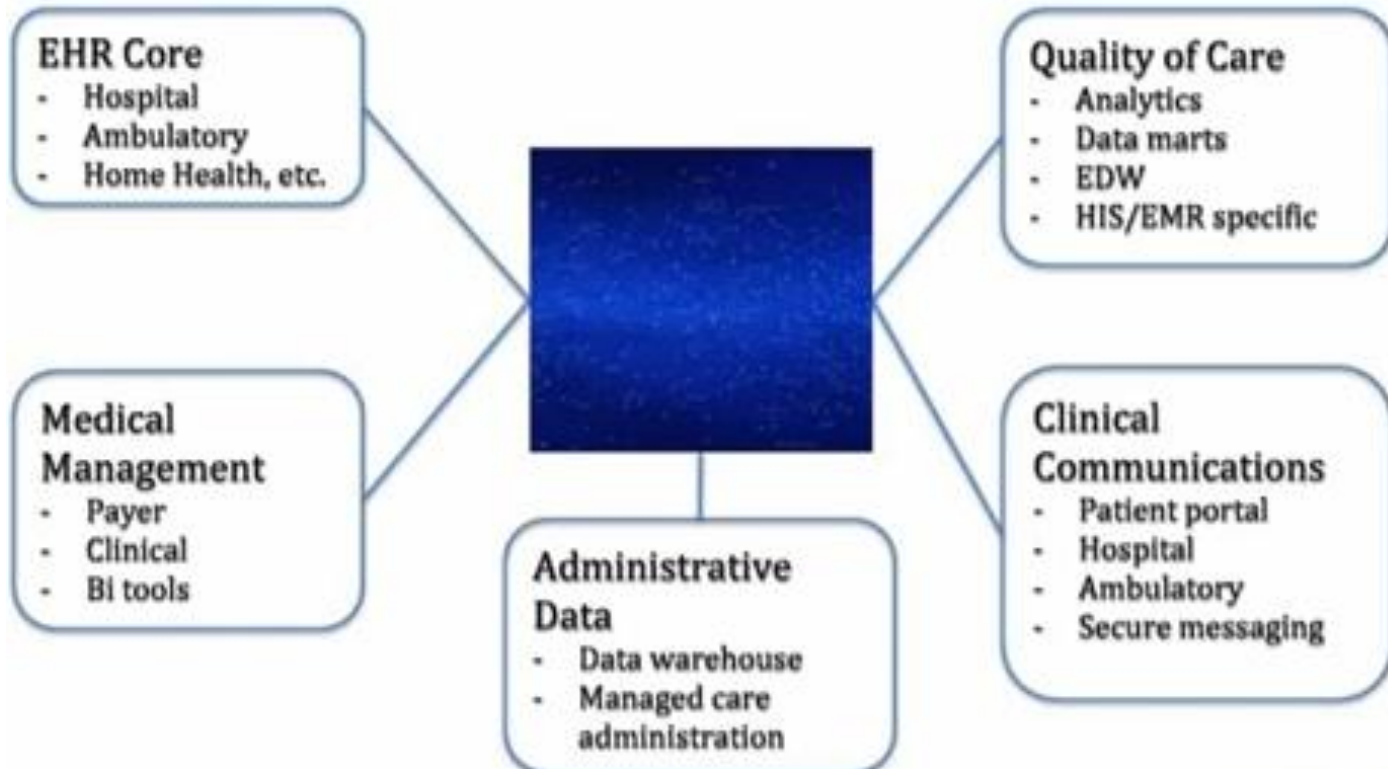 EHR Core
- Hospital
- Ambulatory
- Home Health, etc.
Quality of Care
- Analytics
- Data marts
- EDW
- HIS/EMR specific
Medical
Management
- Payer
- Clinical
- Bi tools
Administrative
Data
- Data warehouse
- Managed care
administration
Clinical
Communications
- Patient portal
- Hospital
- Ambulatory
- Secure messaging